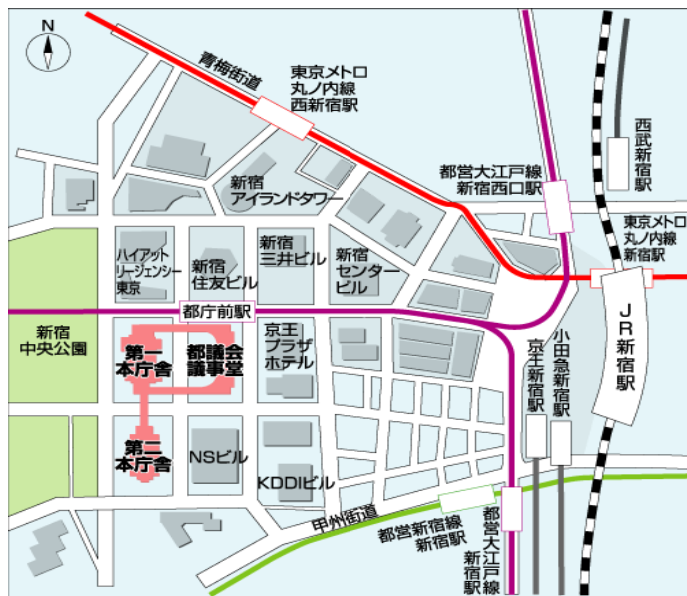 N
青梅街道
東京メトロ
丸ノ内線
西新宿駅
西武新宿駅
都営大江戸線
新宿西口駅
新宿
アイランドタワー
東京メトロ
丸ノ内線
新宿駅
ハイアット
リージェンシー
東京
新宿
住友ビル
新宿
三井ビル
新宿
センター
ビル
都庁前駅
JR新宿駅
新宿
中央公園
第一
本庁舎
都議会
議事堂
京王
プラザ
ホテル
小田急新宿駅
京王新宿駅
第二
本庁舎
NSビル
KDDIビル
甲州街道
都営新宿線
新宿駅
都営大江戸線
新宿駅